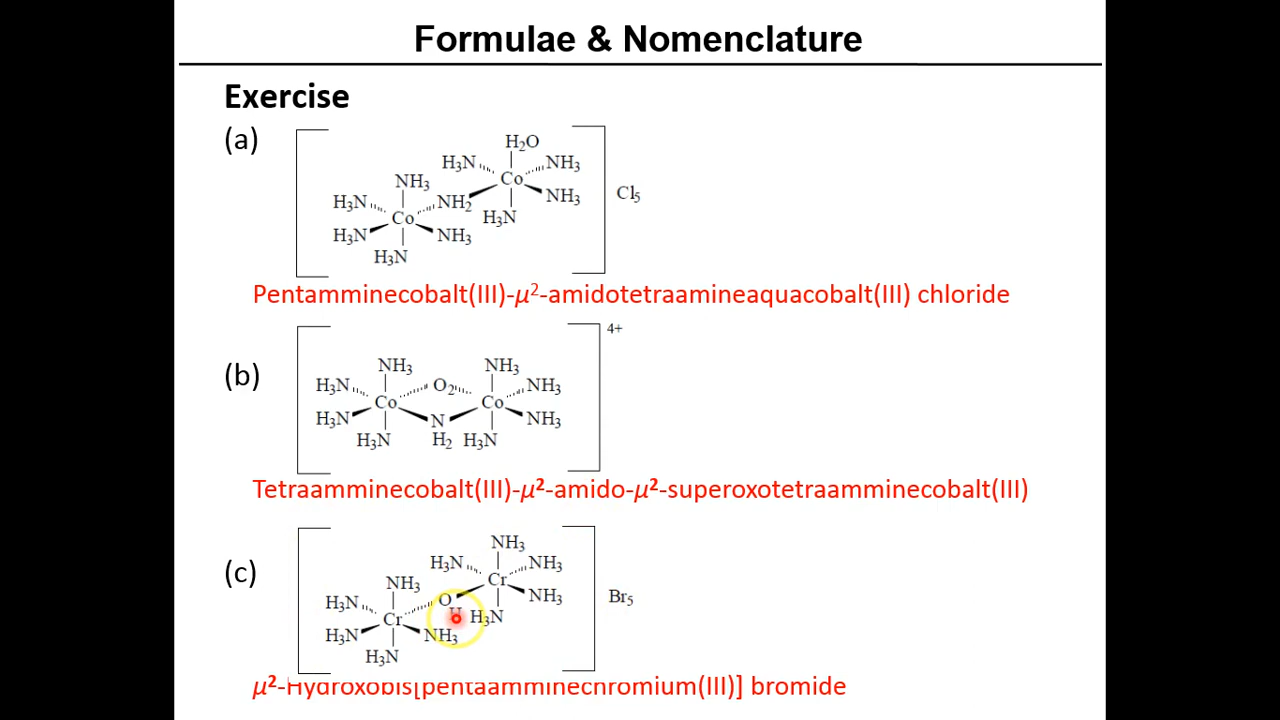 Formulae & Nomenclature
Exercise
(a)
H₂O
H₃N NH₃
NH₃ Co
H₃N NH₂ NH₃ Cl₅
Co H₃N
H₃N NH₃
H₃N
Pentamminecobalt(III)-μ²-amidotetraamineaquacobalt(III) chloride
4+
(b)
NH₃ NH₃
H₃N O₂ NH₃
Co Co
H₃N N NH₃
H₃N H₂ H₃N
Tetraamminecobalt(III)-μ²-amido-μ²-superoxotetraamminecobalt(III)
(c)
NH₃
H₃N NH₃
NH₃ Cr
H₃N O NH₃ Br₅
Cr H H₃N
H₃N NH₃
H₃N
μ²-Hydroxobis[pentaamminechromium(III)] bromide